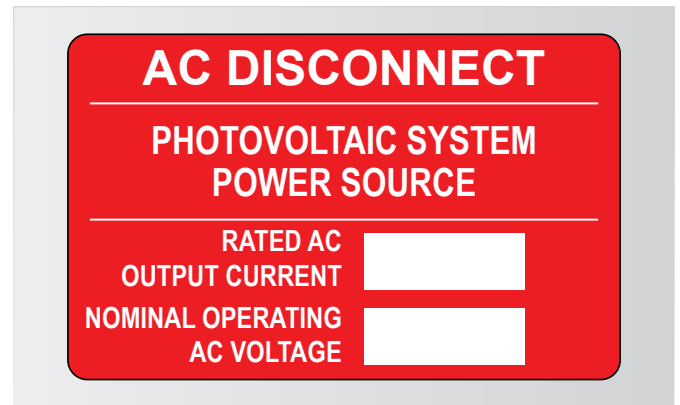 AC DISCONNECT
PHOTOVOLTAIC SYSTEM
POWER SOURCE
RATED AC
OUTPUT CURRENT
NOMINAL OPERATING
AC VOLTAGE